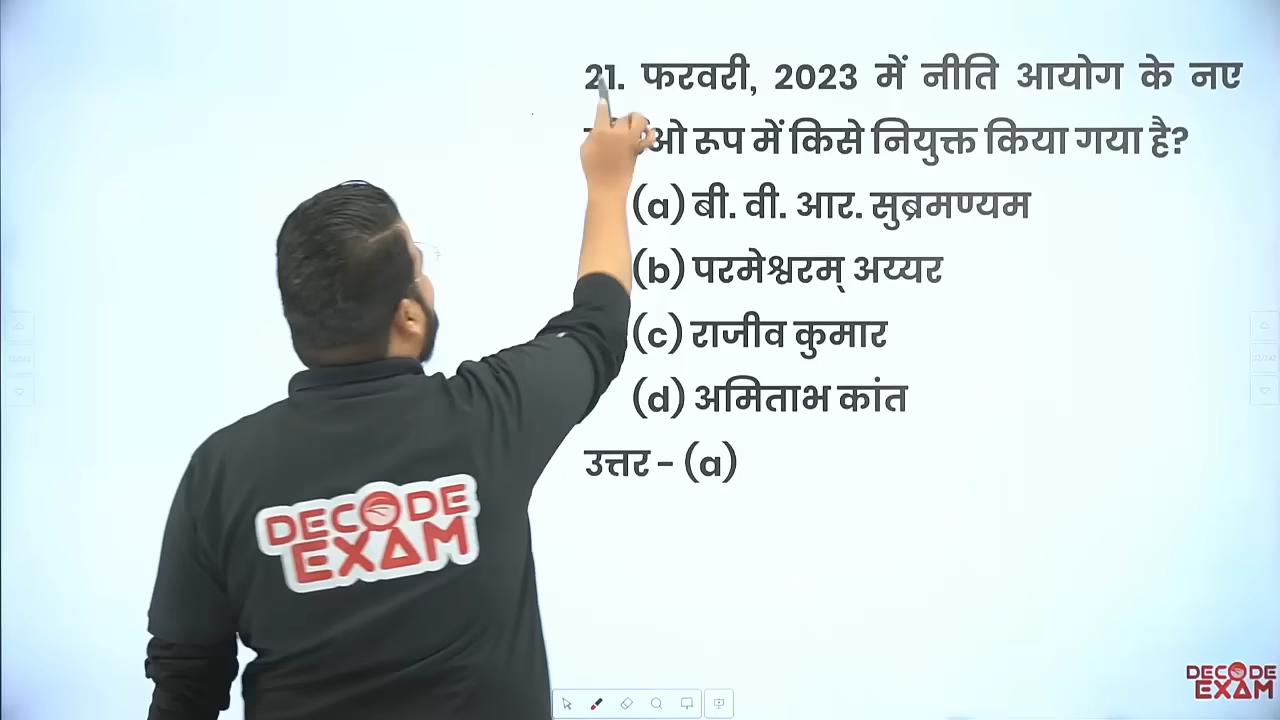 21. फरवरी, 2023 में नीति आयोग के नए
रूप में किसे नियुक्त किया गया है?
(a) बी. वी. आर. सुब्रमण्यम
(b) परमेश्वरम् अय्यर
(c) राजीव कुमार
(d) अमिताभ कांत
उत्तर - (a)
DECODE
EXAM
DECODE
EXAM